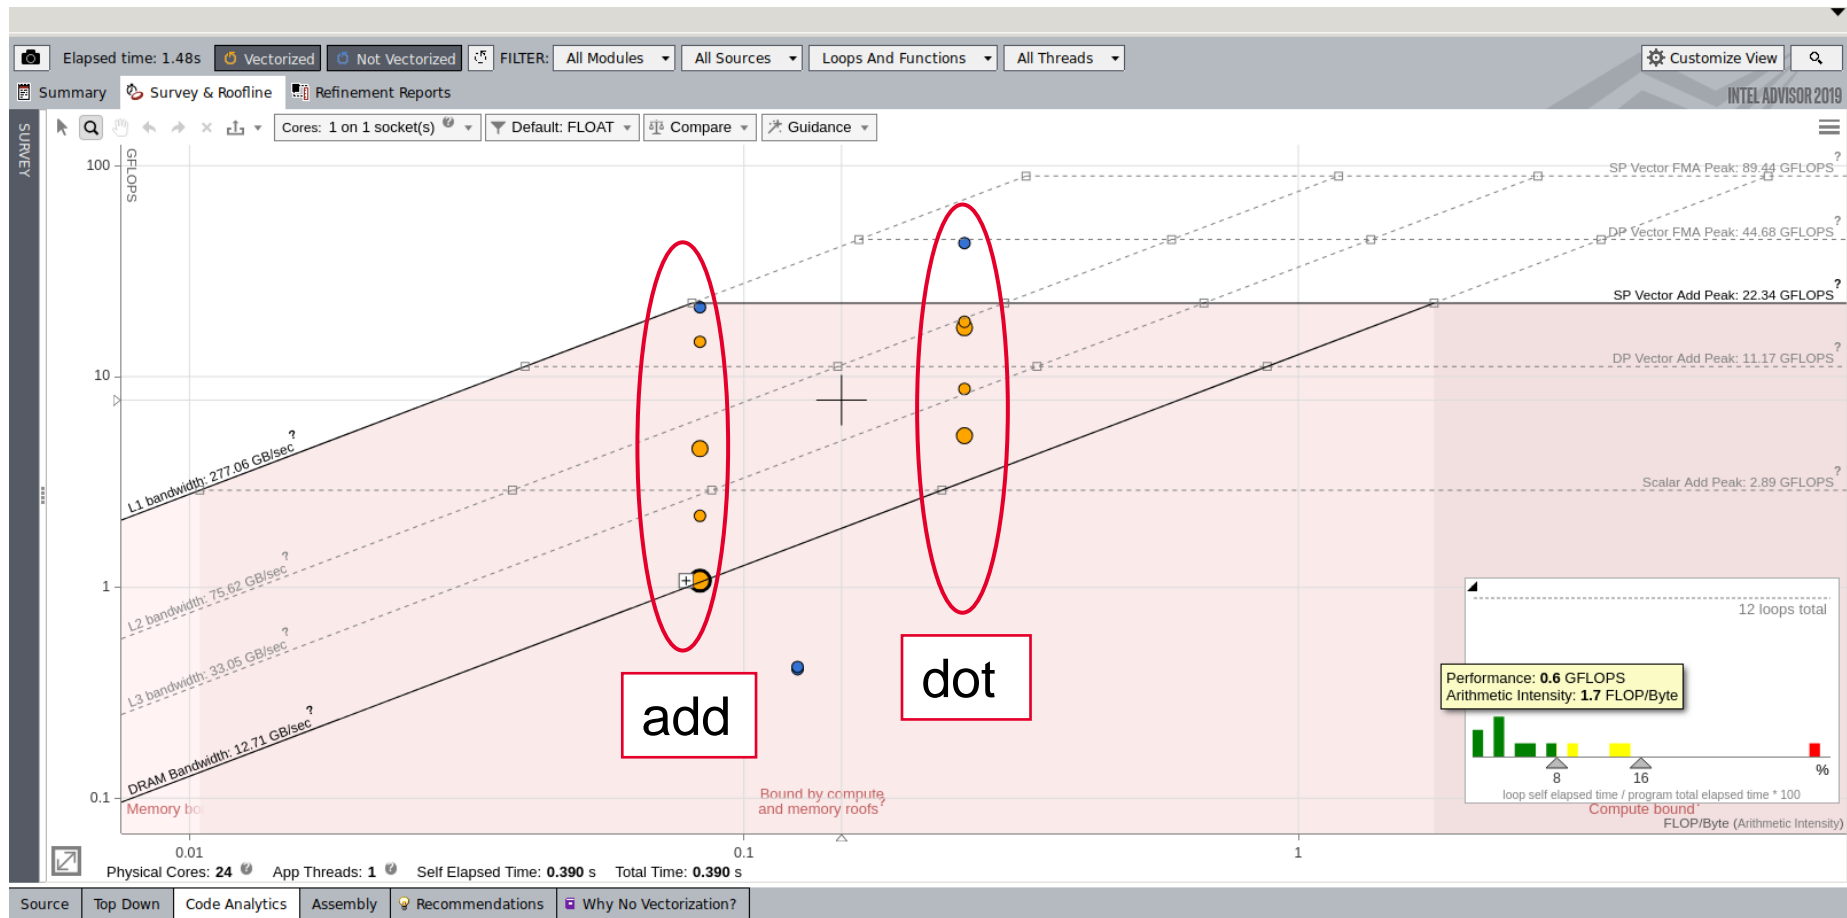 Elapsed time: 1.48s Vectorized Not Vectorized FILTER: All Modules All Sources Loops And Functions All Threads Customize View
Summary Survey & Roofline Refinement Reports INTEL ADVISOR 2019
SURVEY
Cores: 1 on 1 socket(s) ? Default: FLOAT Compare Guidance
GFLOPS
100
10
1
0.1
SP Vector FMA Peak: 89.44 GFLOPS ?
DP Vector FMA Peak: 44.68 GFLOPS ?
SP Vector Add Peak: 22.34 GFLOPS ?
DP Vector Add Peak: 11.17 GFLOPS ?
Scalar Add Peak: 2.89 GFLOPS ?
L1 bandwidth: 277.06 GB/sec ?
L2 bandwidth: 75.62 GB/sec ?
L3 bandwidth: 33.05 GB/sec ?
DRAM Bandwidth: 12.71 GB/sec ?
add
dot
12 loops total
Performance: 0.6 GFLOPS
Arithmetic Intensity: 1.7 FLOP/Byte
8 16 %
loop self elapsed time / program total elapsed time * 100
Memory bo
Bound by compute
and memory roofs ?
Compute bound
FLOP/Byte (Arithmetic Intensity)
0.01 0.1 1
Physical Cores: 24 ? App Threads: 1 ? Self Elapsed Time: 0.390 s Total Time: 0.390 s
Source Top Down Code Analytics Assembly Recommendations Why No Vectorization?